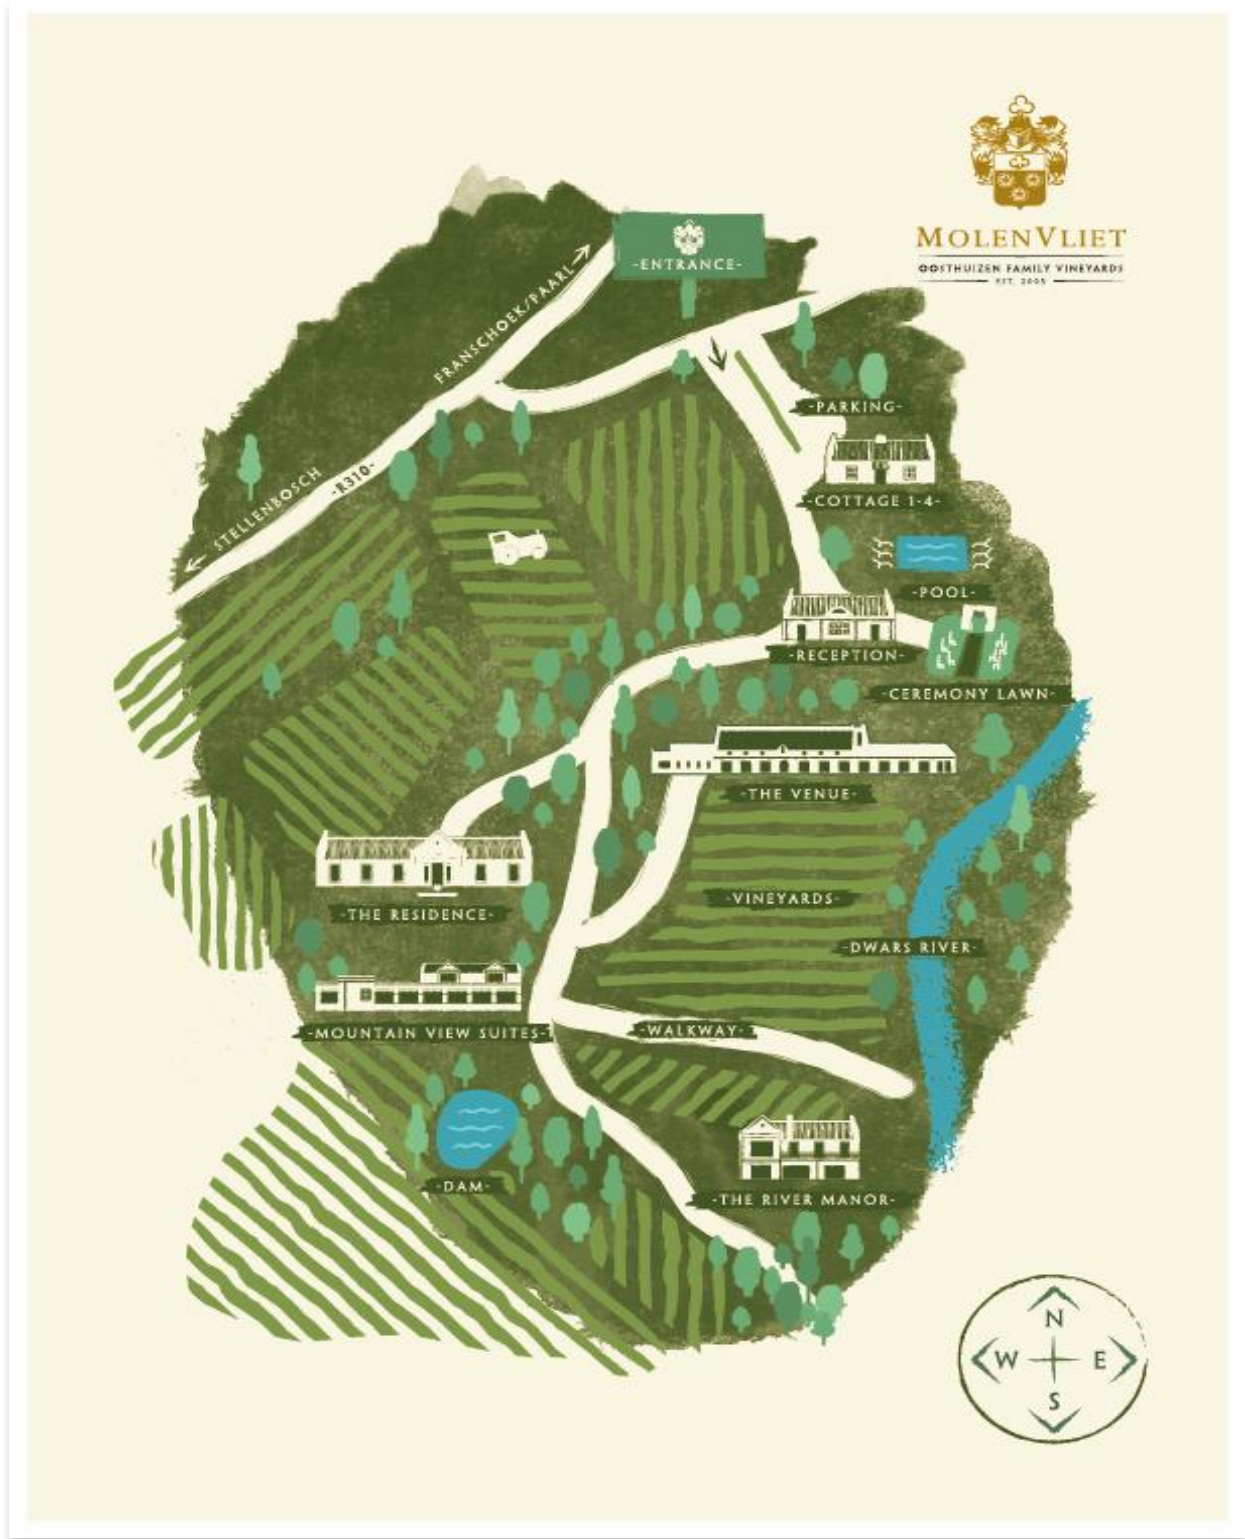 MOLENVLIET
OOSTHUIZEN FAMILY VINEYARDS
EST. 2005
-ENTRANCE-
FRANSCHOEK/PAARL
-PARKING-
STELLENBOSCH
-R310-
-COTTAGE 1-4-
-POOL-
-RECEPTION-
-CEREMONY LAWN-
-THE VENUE-
-VINEYARDS-
-THE RESIDENCE-
-DWARS RIVER-
-MOUNTAIN VIEW SUITES-
-WALKWAY-
-DAM-
-THE RIVER MANOR-
N
W E
S